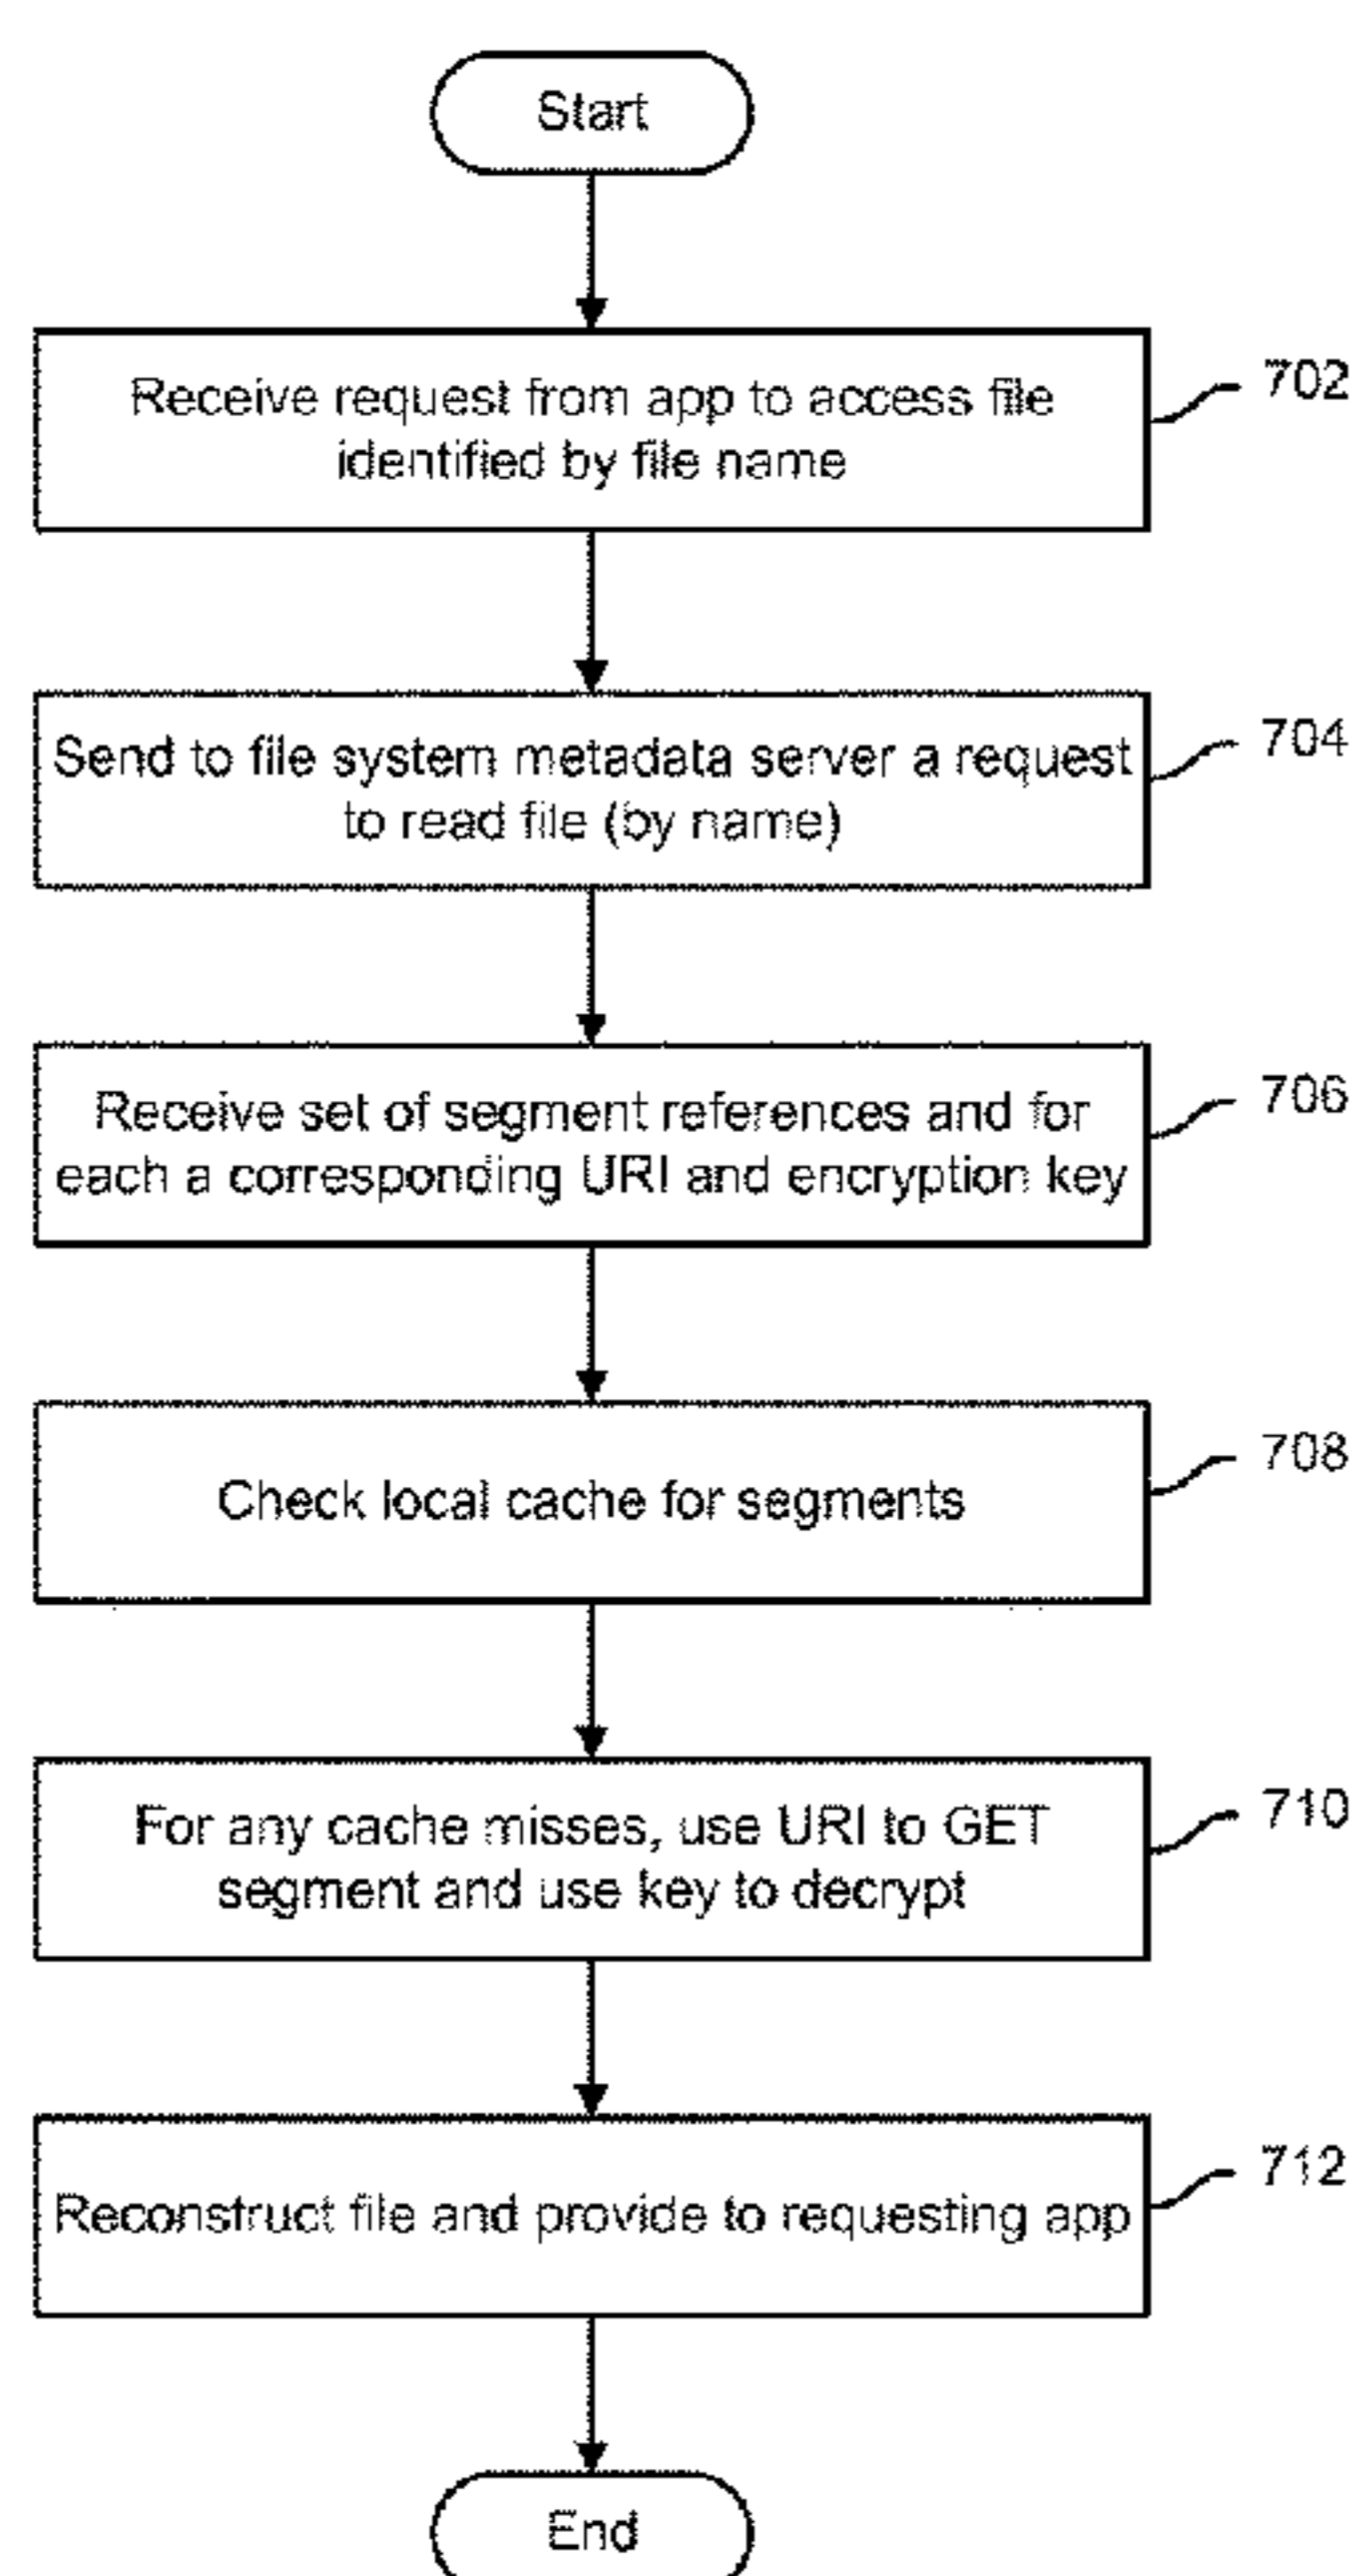 Start
Receive request from app to access file
identified by file name
702
Send to file system metadata server a request
to read file (by name)
704
Receive set of segment references and for
each a corresponding URI and encryption key
706
Check local cache for segments
708
For any cache misses, use URI to GET
segment and use key to decrypt
710
Reconstruct file and provide to requesting app
712
End